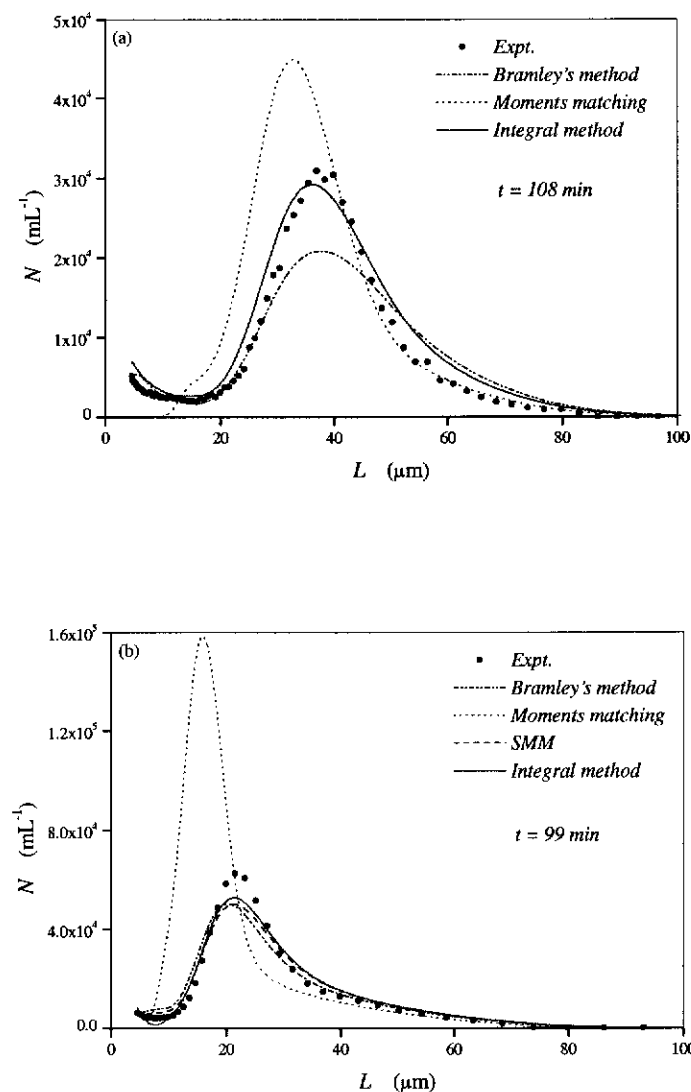 (a)
5x10⁴
4x10⁴
3x10⁴
2x10⁴
1x10⁴
0
N (mL⁻¹)
Expt.
Bramley's method
Moments matching
Integral method
t = 108 min
0 20 40 60 80 100
L (μm)
(b)
1.6x10⁵
1.2x10⁵
8.0x10⁴
4.0x10⁴
0.0
N (mL⁻¹)
Expt.
Bramley's method
Moments matching
SMM
Integral method
t = 99 min
0 20 40 60 80 100
L (μm)